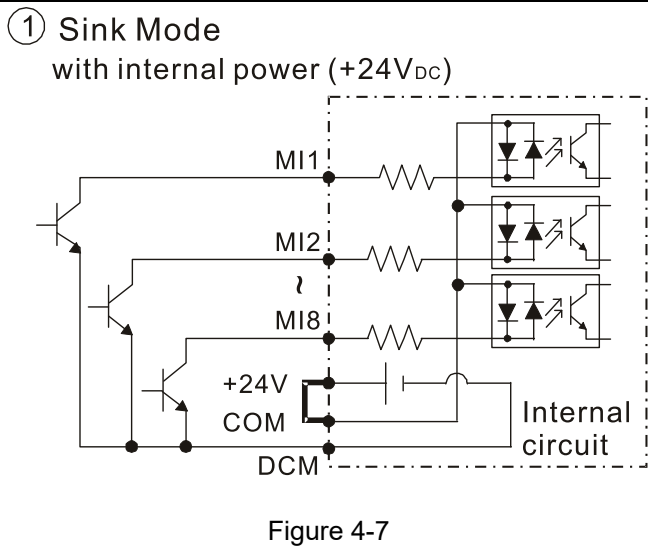 ① Sink Mode
with internal power (+24VDC)
MI1
MI2
~
MI8
+24V
COM
DCM
Internal
circuit
Figure 4-7